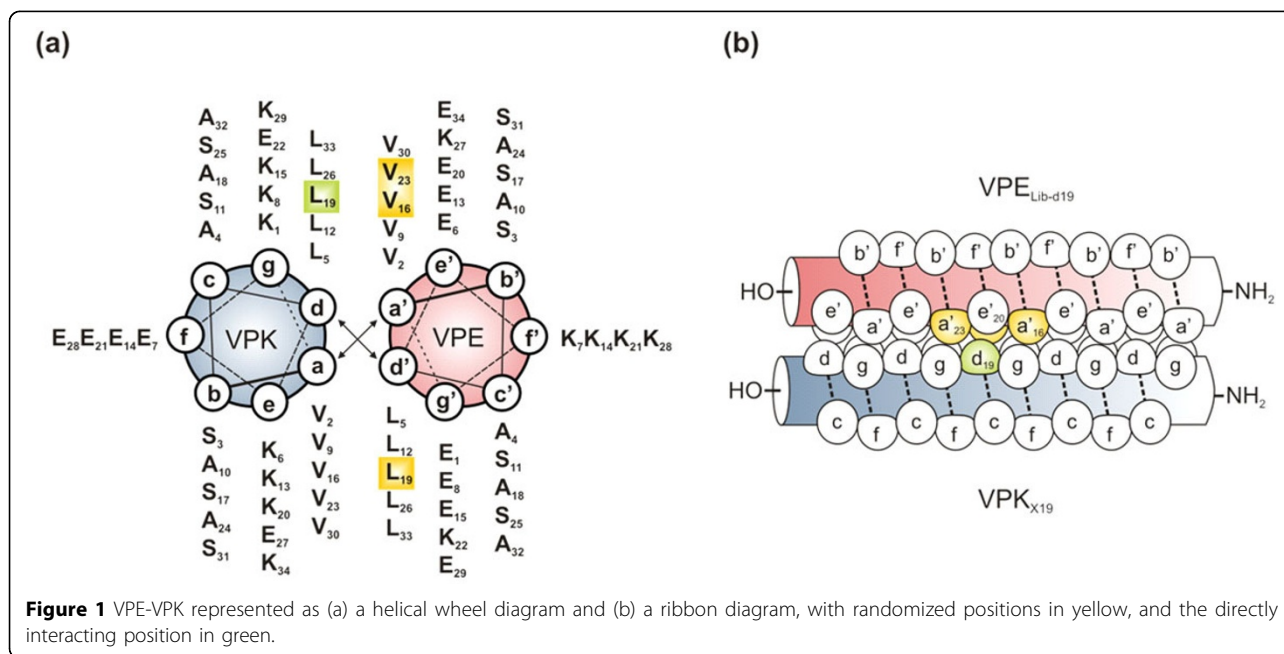 (a)
(b)
A32 K29 E34 S31
S25 E22 L33 V30 K27 A24
A18 K15 L26 V23 E20 S17
S11 K8 L19 V16 E13 A10
A4 K1 L12 V9 E6 S3
L5 V2
g e'
c d a' b'
f VPK VPE f'
E28E21E14E7
K7K14K21K28
b a d' c'
e g'
S3 K6 V2 L5 E1 A4
A10 K13 V9 L12 E8 S11
S17 K20 V16 L19 E15 A18
A24 E27 V23 L26 K22 S25
S31 K34 V30 L33 E29 A32
VPELib-d19
b' f' b' f' b' f' b' f' b'
HO NH2
e' a' e' a'23 e'20 a'16 e' a' e' a'
d g d g d19 g d g d g
HO NH2
c f c f c f c f
VPKX19
Figure 1 VPE-VPK represented as (a) a helical wheel diagram and (b) a ribbon diagram, with randomized positions in yellow, and the directly
interacting position in green.